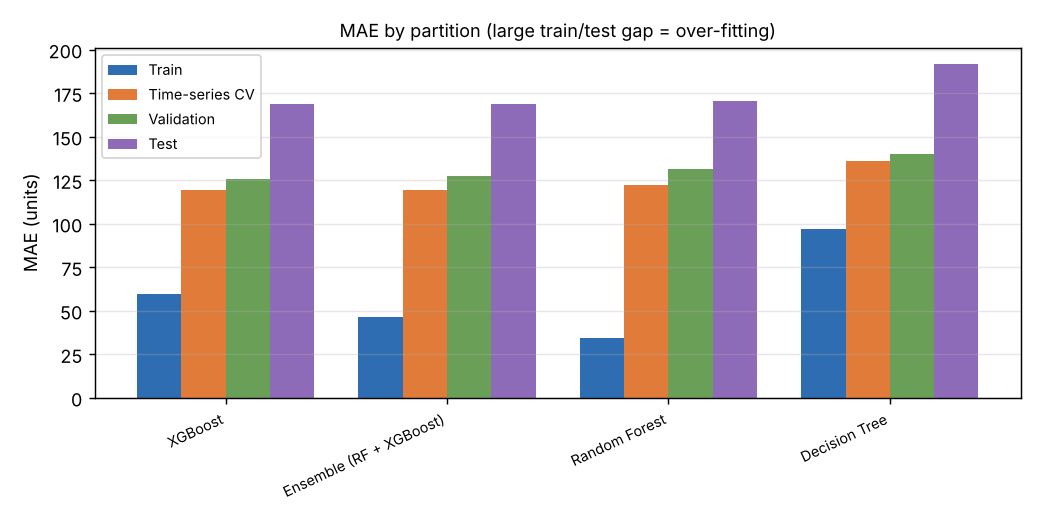 MAE by partition (large train/test gap = over-fitting)
MAE (units)
200
175
150
125
100
75
50
25
0
Train
Time-series CV
Validation
Test
XGBoost
Ensemble (RF + XGBoost)
Random Forest
Decision Tree